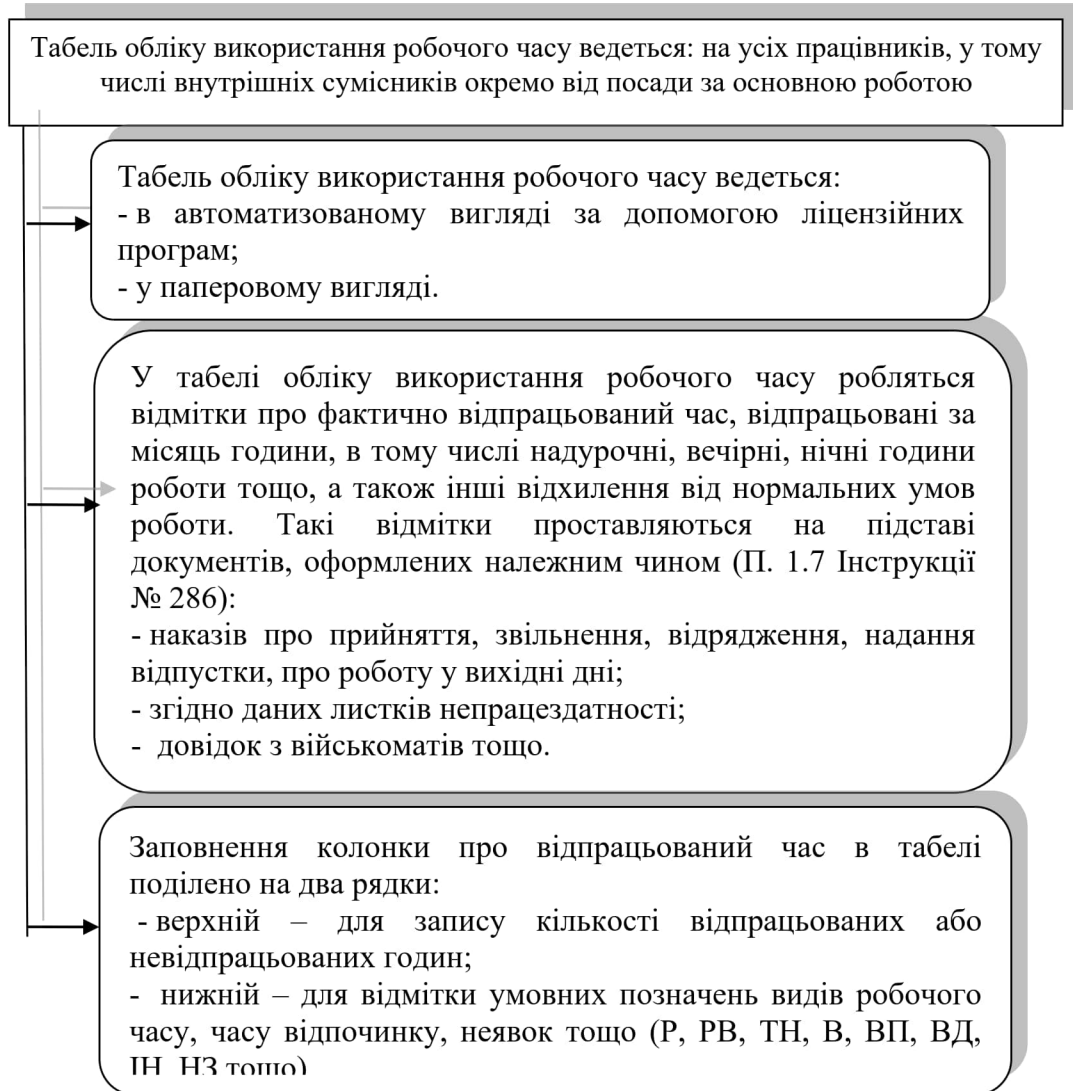 Табель обліку використання робочого часу ведеться: на усіх працівників, у тому
числі внутрішніх сумісників окремо від посади за основною роботою
Табель обліку використання робочого часу ведеться:
- в автоматизованому вигляді за допомогою ліцензійних
програм;
- у паперовому вигляді.
У табелі обліку використання робочого часу робляться
відмітки про фактично відпрацьований час, відпрацьовані за
місяць години, в тому числі надурочні, вечірні, нічні години
роботи тощо, а також інші відхилення від нормальних умов
роботи. Такі відмітки проставляються на підставі
документів, оформлених належним чином (П. 1.7 Інструкції
№ 286):
- наказів про прийняття, звільнення, відрядження, надання
відпустки, про роботу у вихідні дні;
- згідно даних листків непрацездатності;
- довідок з військоматів тощо.
Заповнення колонки про відпрацьований час в табелі
поділено на два рядки:
- верхній – для запису кількості відпрацьованих або
невідпрацьованих годин;
- нижній – для відмітки умовних позначень видів робочого
часу, часу відпочинку, неявок тощо (Р, РВ, ТН, В, ВП, ВД,
ІН, НЗ тощо)